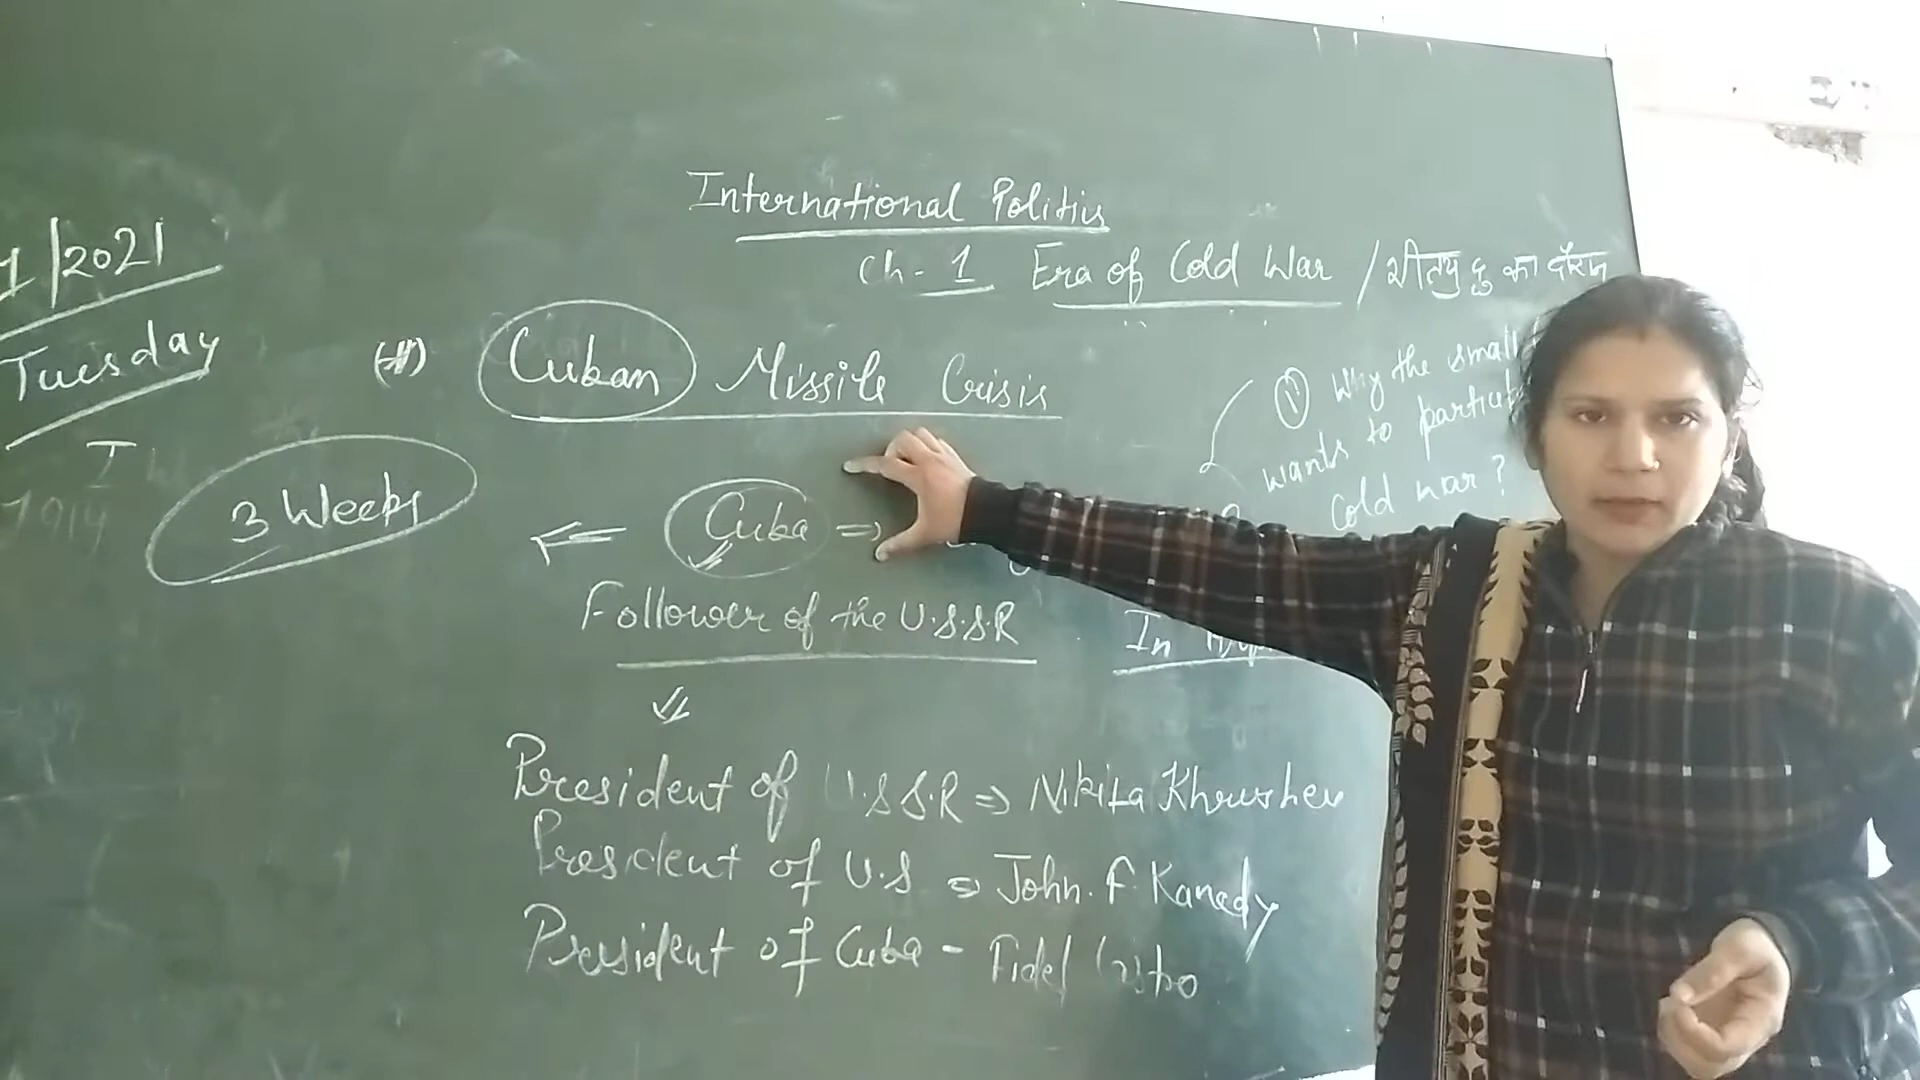 International Politics
Ch-1 Era of Cold War / शीतयुद्ध का दौर
1/2021
Tuesday
(#) Cuban Missile Crisis
① Why the small
wants to particip
Cold war?
I
1914
3 Weeks
⇐ Cuba ⇒
Follower of the U.S.S.R
In
President of U.S.S.R ⇒ Nikita Khrushev
President of U.S ⇒ John. F. Kanedy
President of Cuba - Fidel Castro